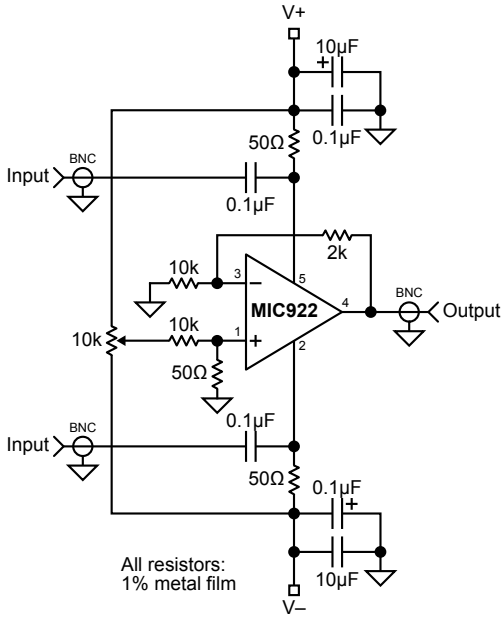 V+
10µF
+
0.1µF
50Ω
BNC
Input
0.1µF
2k
10k
3
−
5
MIC922
4
BNC
Output
10k
10k
1
+
2
50Ω
0.1µF
BNC
Input
50Ω
0.1µF
+
10µF
All resistors:
1% metal film
V–